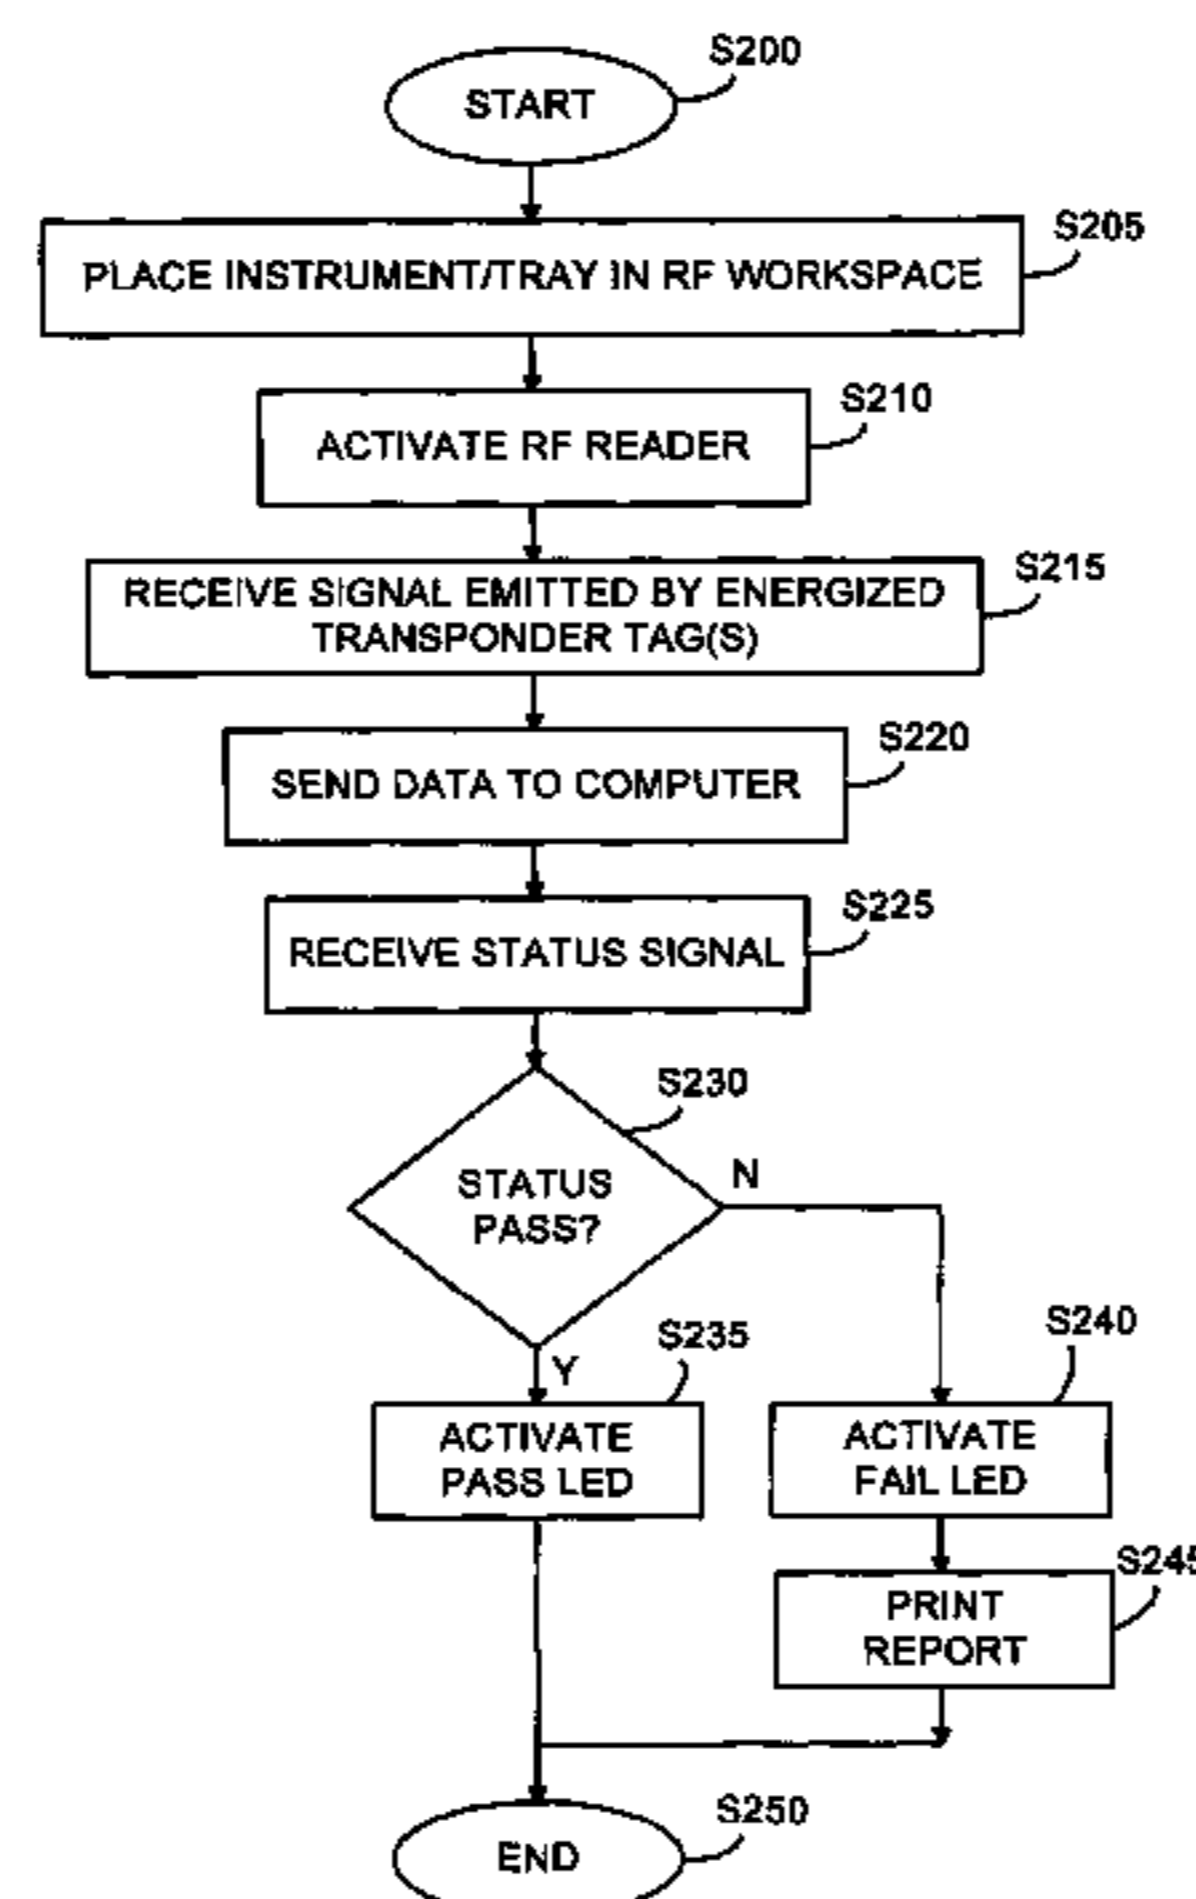 S200
START
S205
PLACE INSTRUMENT/TRAY IN RF WORKSPACE
S210
ACTIVATE RF READER
S215
RECEIVE SIGNAL EMITTED BY ENERGIZED
TRANSPONDER TAG(S)
S220
SEND DATA TO COMPUTER
S225
RECEIVE STATUS SIGNAL
S230
STATUS
PASS?
N
Y
S235
ACTIVATE
PASS LED
S240
ACTIVATE
FAIL LED
S245
PRINT
REPORT
S250
END